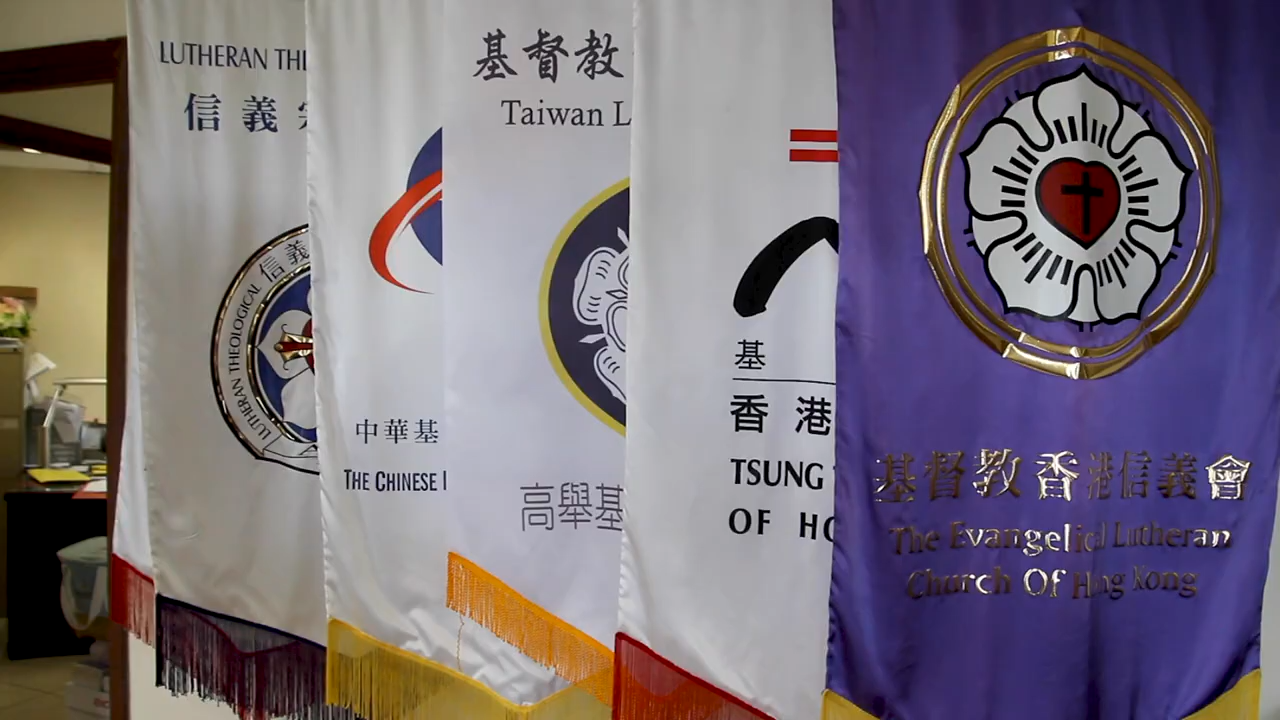 LUTHERAN
信義
信義
LUTHERAN THEOLOGICAL
中華基
THE CHINESE
基督教
Taiwan L
高舉基
基
香港
TSUNG
OF HO
基督教香港信義會
The Evangelical Lutheran
Church Of Hong Kong